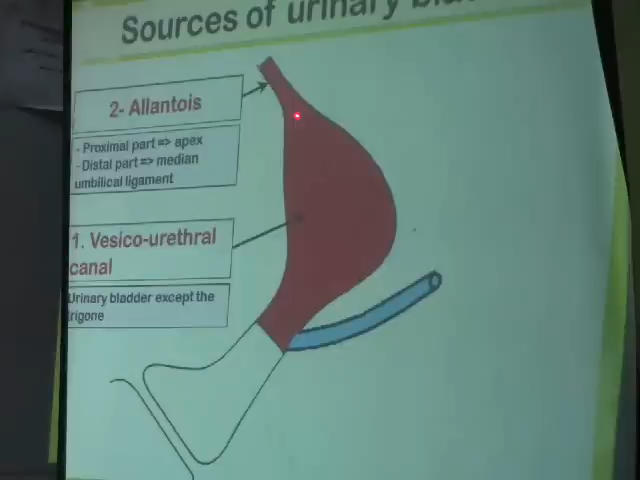 Sources of urinary
2- Allantois
- Proximal part => apex
- Distal part => median
umbilical ligament
1. Vesico-urethral
canal
Urinary bladder except the
rigone